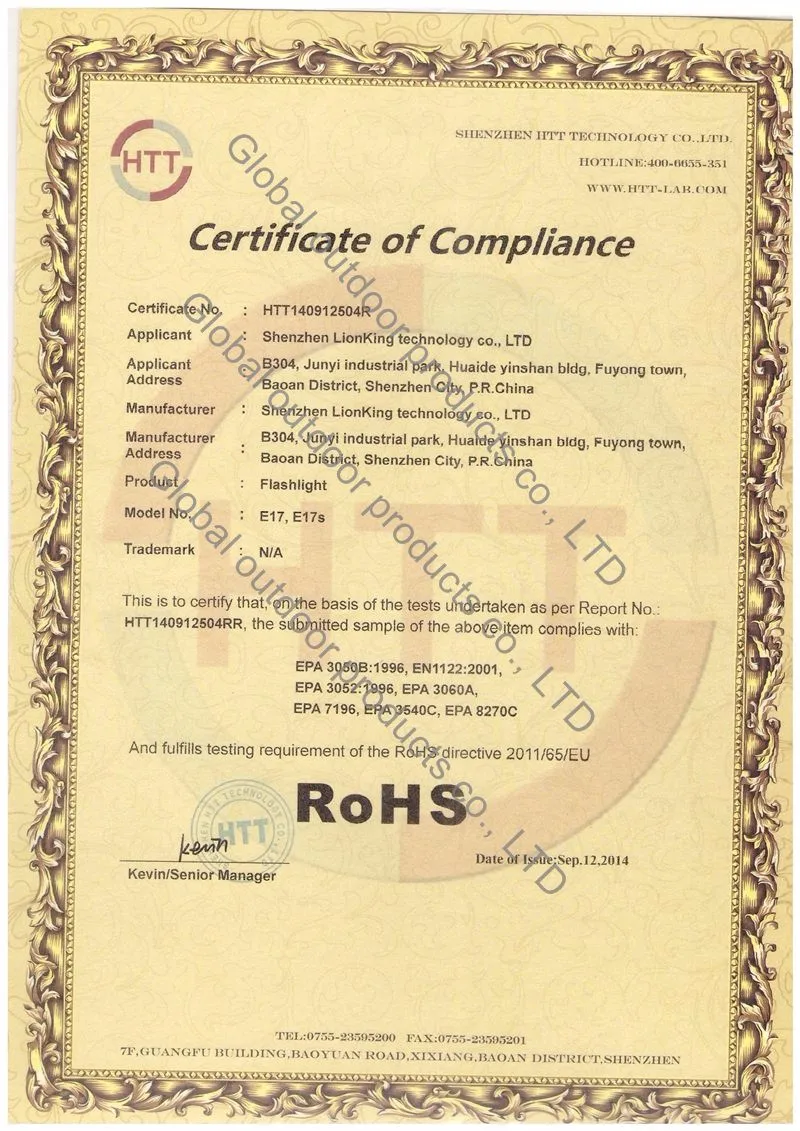 HTT
SHENZHEN HTT TECHNOLOGY CO.,LTD.
HOTLINE:400-6655-351
WWW.HTT-LAB.COM
Certificate of Compliance
Certificate No. : HTT140912504R
Applicant : Shenzhen LionKing technology co., LTD
Applicant Address : B304, Junyi industrial park, Huaide yinshan bldg, Fuyong town,
Baoan District, Shenzhen City, P.R.China
Manufacturer : Shenzhen LionKing technology co., LTD
Manufacturer Address : B304, Junyi industrial park, Huaide yinshan bldg, Fuyong town,
Baoan District, Shenzhen City, P.R.China
Product : Flashlight
Model No. : E17, E17s
Trademark : N/A
This is to certify that, on the basis of the tests undertaken as per Report No.:
HTT140912504RR, the submitted sample of the above item complies with:
EPA 3050B:1996, EN1122:2001,
EPA 3052:1996, EPA 3060A,
EPA 7196, EPA 3540C, EPA 8270C
And fulfills testing requirement of the RoHS directive 2011/65/EU
RoHS
HTT
Kevin
Kevin/Senior Manager
Date of Issue:Sep.12,2014
TEL:0755-23595200 FAX:0755-23595201
7F,GUANGFU BUILDING,BAOYUAN ROAD,XIXIANG,BAOAN DISTRICT,SHENZHEN
HTT
Global outdoor products co., LTD
Global outdoor products co., LTD
Global outdoor products co., LTD